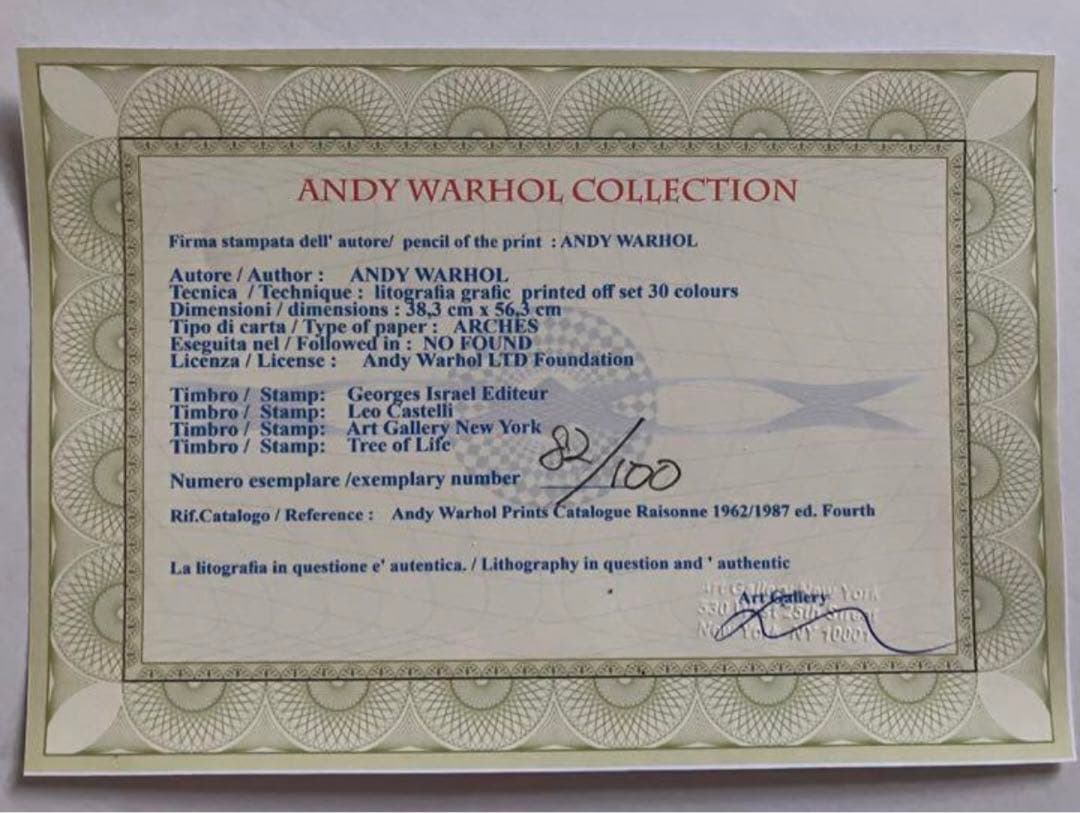 ANDY WARHOL COLLECTION
Firma stampata dell' autore/ pencil of the print : ANDY WARHOL
Autore / Author : ANDY WARHOL
Tecnica / Technique : litografia grafic printed off set 30 colours
Dimensioni / dimensions : 38,3 cm x 56,3 cm
Tipo di carta / Type of paper : ARCHES
Eseguita nel / Followed in : NO FOUND
Licenza / License : Andy Warhol LTD Foundation
Timbro / Stamp: Georges Israel Editeur
Timbro / Stamp: Leo Castelli
Timbro / Stamp: Art Gallery New York
Timbro / Stamp: Tree of Life
Numero esemplare /exemplary number 82/100
Rif.Catalogo / Reference : Andy Warhol Prints Catalogue Raisonne 1962/1987 ed. Fourth
La litografia in questione e' autentica. / Lithography in question and ' authentic
Art Gallery New York
Art Gallery
530 West 25th Street
New York NY 10001